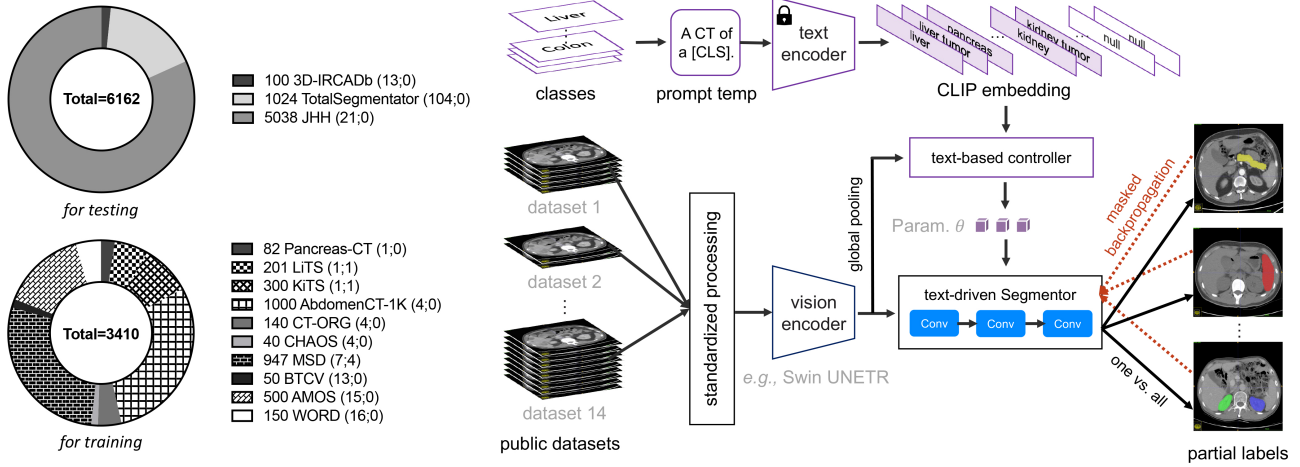 Total=6162
for testing
100 3D-IRCADb (13;0)
1024 TotalSegmentator (104;0)
5038 JHH (21;0)
Total=3410
for training
82 Pancreas-CT (1;0)
201 LiTS (1;1)
300 KiTS (1;1)
1000 AbdomenCT-1K (4;0)
140 CT-ORG (4;0)
40 CHAOS (4;0)
947 MSD (7;4)
50 BTCV (13;0)
500 AMOS (15;0)
150 WORD (16;0)
Liver
Colon
classes
A CT of
a [CLS].
prompt temp
text
encoder
liver
liver tumor
pancreas
...
kidney
kidney tumor
...
null
null
CLIP embedding
dataset 1
dataset 2
dataset 14
public datasets
standardized processing
vision
encoder
e.g., Swin UNETR
global pooling
text-based controller
Param. θ
text-driven Segmentor
Conv
Conv
Conv
masked
backpropagation
one vs. all
partial labels